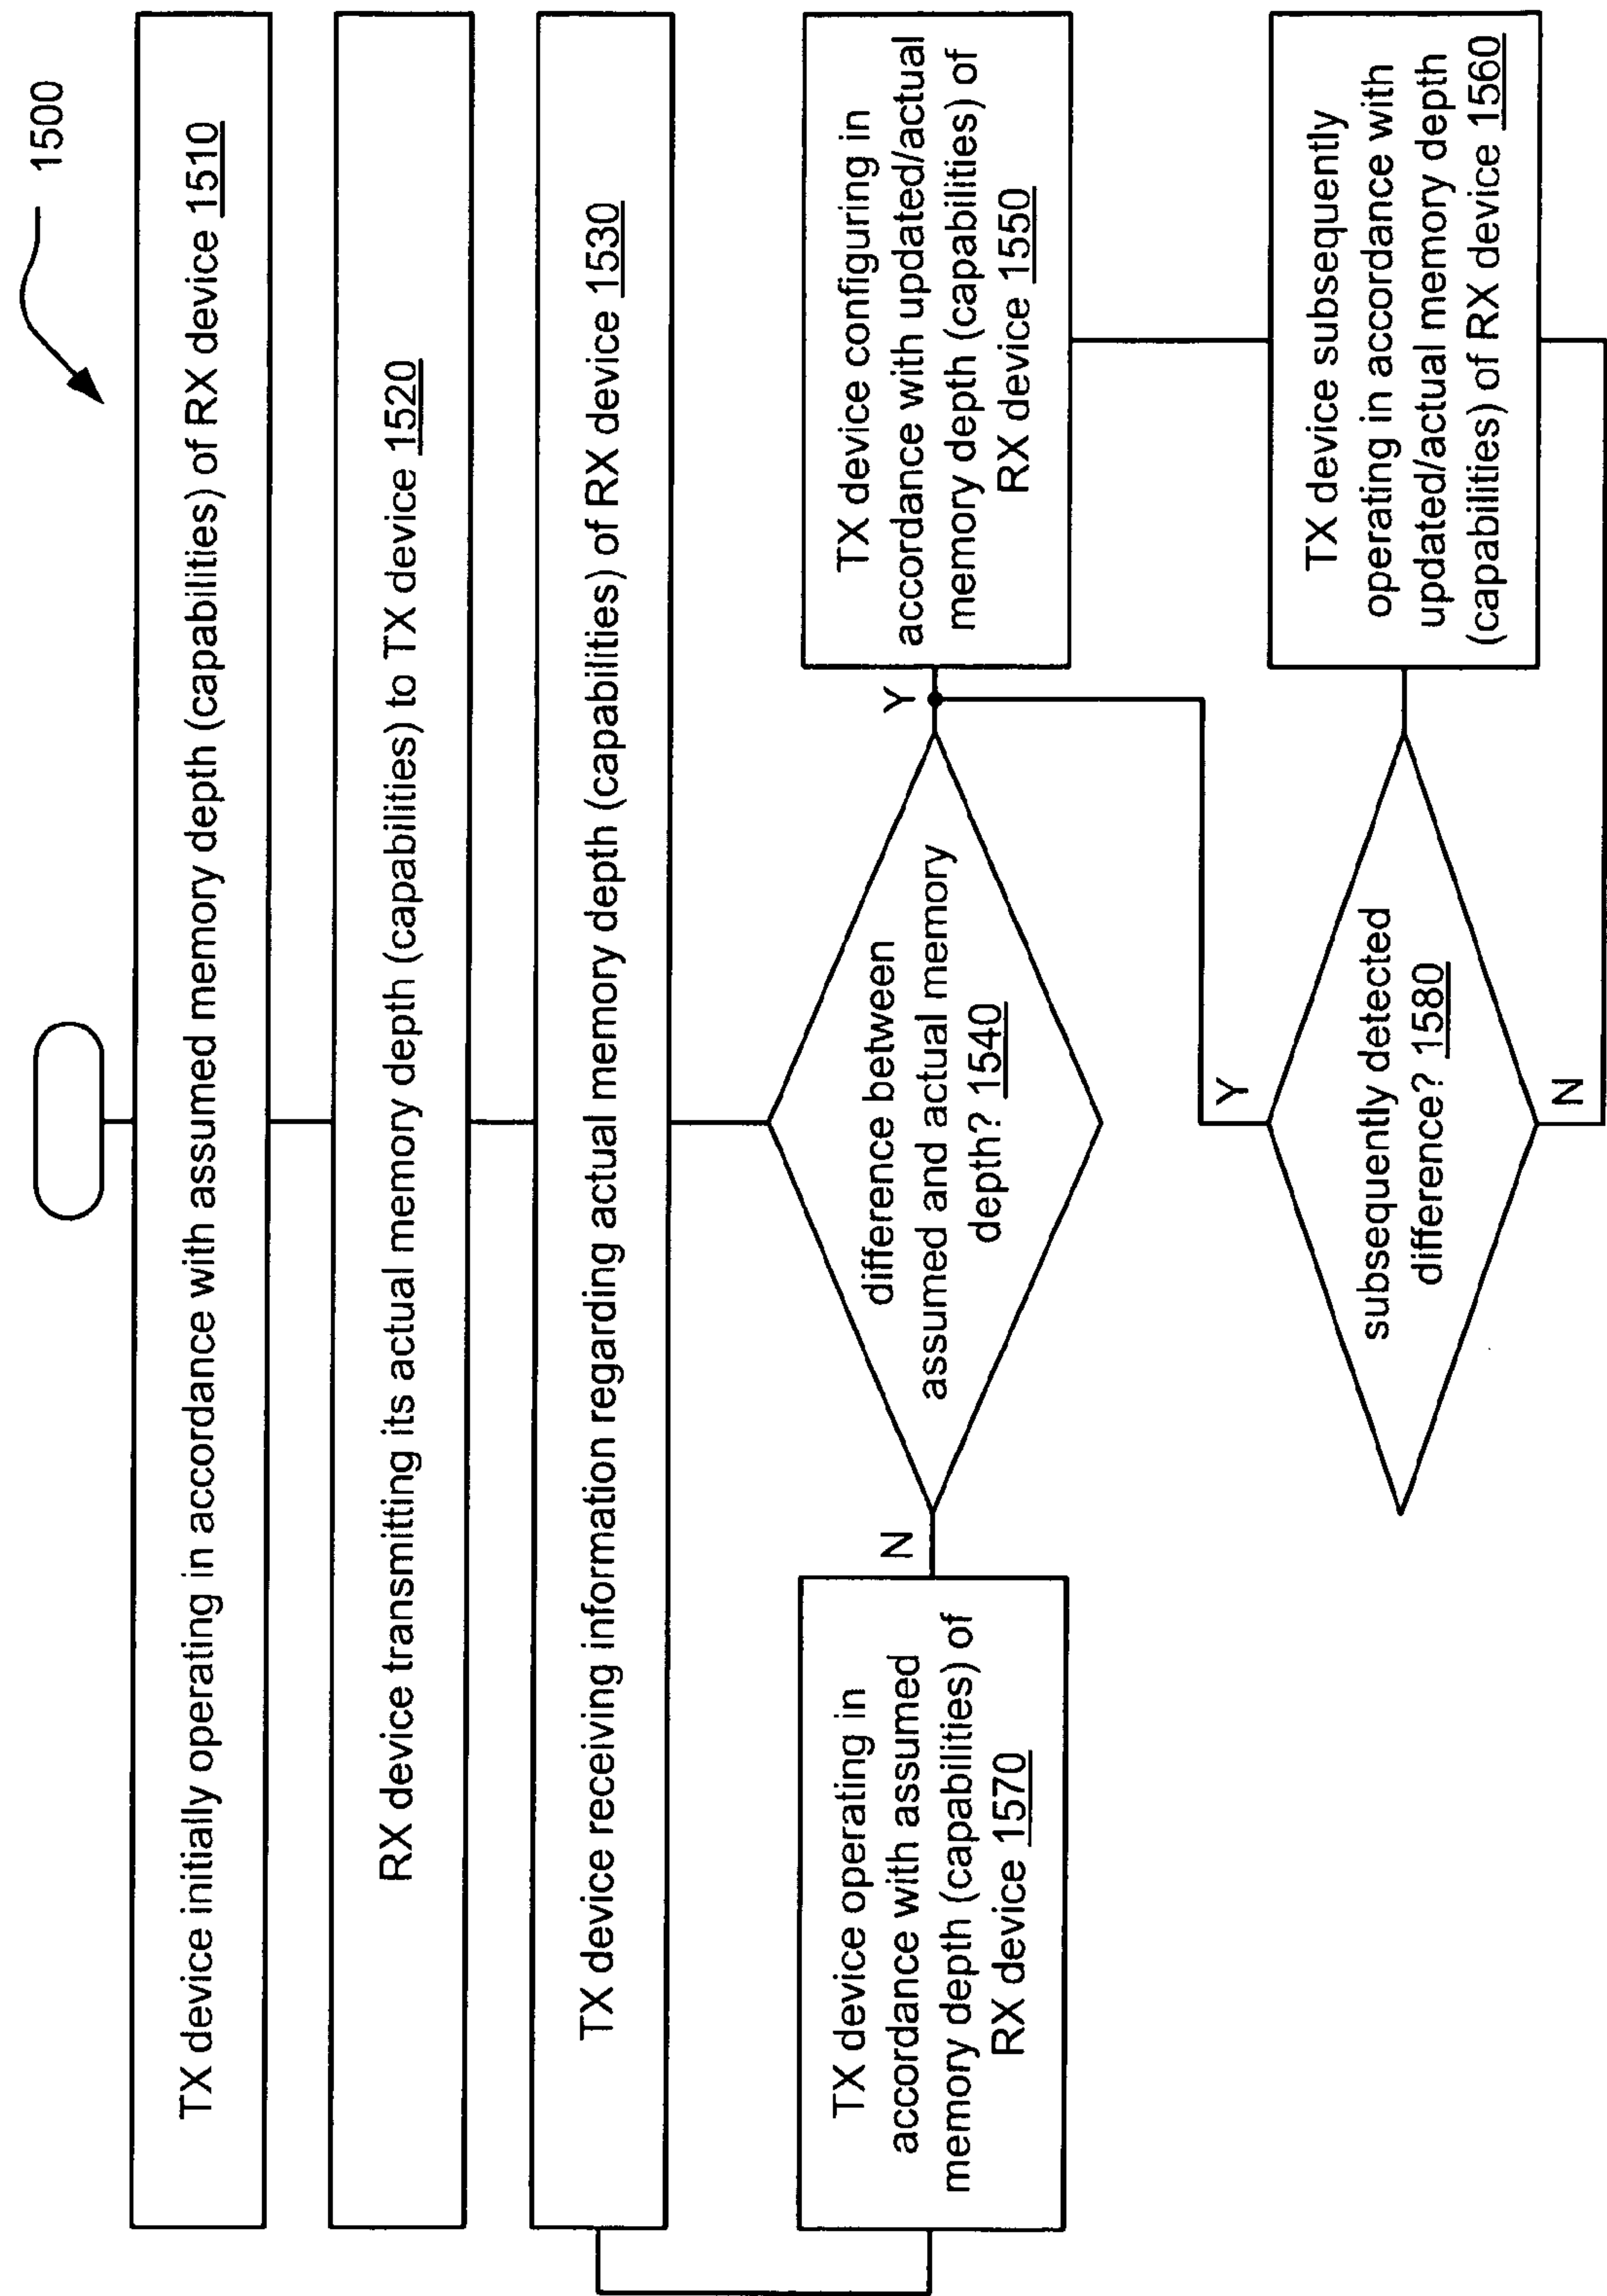 1500
TX device initially operating in accordance with assumed memory depth (capabilities) of RX device 1510
RX device transmitting its actual memory depth (capabilities) to TX device 1520
TX device receiving information regarding actual memory depth (capabilities) of RX device 1530
TX device operating in
accordance with assumed
memory depth (capabilities) of
RX device 1570
N
difference between
assumed and actual memory
depth? 1540
Y
TX device configuring in
accordance with updated/actual
memory depth (capabilities) of
RX device 1550
Y
subsequently detected
difference? 1580
N
TX device subsequently
operating in accordance with
updated/actual memory depth
(capabilities) of RX device 1560